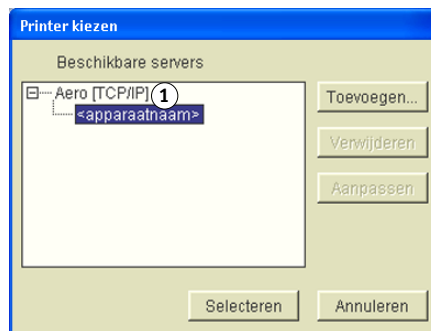 Printer kiezen
Beschikbare servers
Aero [TCP/IP] 1
<apparaatnaam>
Toevoegen...
Verwijderen
Aanpassen
Selecteren
Annuleren